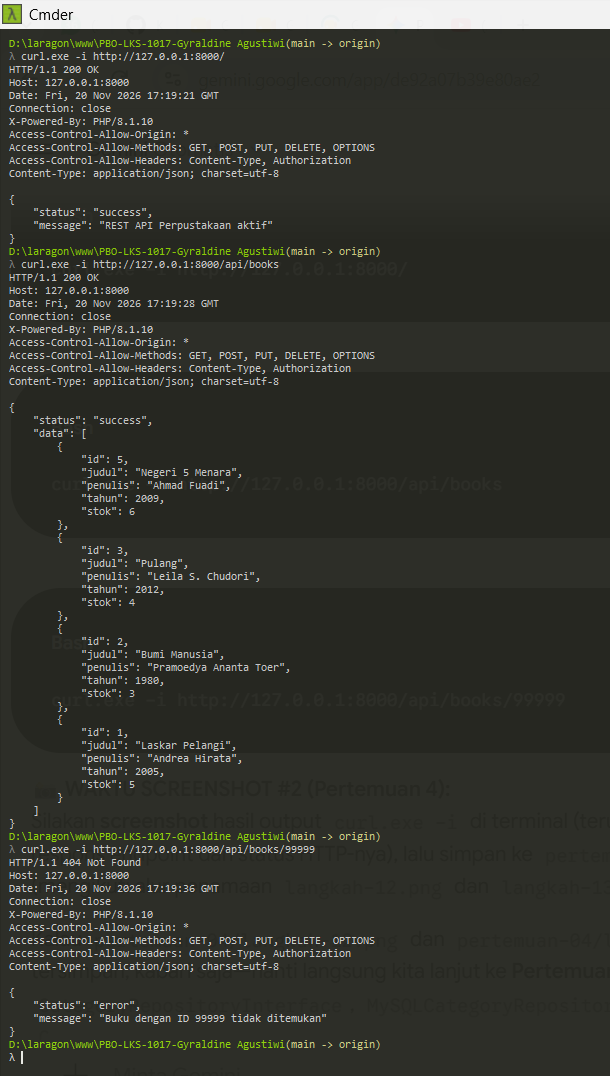 Cmder
D:\laragon\www\PBO-LKS-1017-Gyraldine Agustiwi(main -> origin)
λ curl.exe -i http://127.0.0.1:8000/
HTTP/1.1 200 OK
Host: 127.0.0.1:8000
Date: Fri, 20 Nov 2026 17:19:21 GMT
Connection: close
X-Powered-By: PHP/8.1.10
Access-Control-Allow-Origin: *
Access-Control-Allow-Methods: GET, POST, PUT, DELETE, OPTIONS
Access-Control-Allow-Headers: Content-Type, Authorization
Content-Type: application/json; charset=utf-8
{
"status": "success",
"message": "REST API Perpustakaan aktif"
}
D:\laragon\www\PBO-LKS-1017-Gyraldine Agustiwi(main -> origin)
λ curl.exe -i http://127.0.0.1:8000/api/books
HTTP/1.1 200 OK
Host: 127.0.0.1:8000
Date: Fri, 20 Nov 2026 17:19:28 GMT
Connection: close
X-Powered-By: PHP/8.1.10
Access-Control-Allow-Origin: *
Access-Control-Allow-Methods: GET, POST, PUT, DELETE, OPTIONS
Access-Control-Allow-Headers: Content-Type, Authorization
Content-Type: application/json; charset=utf-8
{
"status": "success",
"data": [
{
"id": 5,
"judul": "Negeri 5 Menara",
"penulis": "Ahmad Fuadi",
"tahun": 2009,
"stok": 6
},
{
"id": 3,
"judul": "Pulang",
"penulis": "Leila S. Chudori",
"tahun": 2012,
"stok": 4
},
{
"id": 2,
"judul": "Bumi Manusia",
"penulis": "Pramoedya Ananta Toer",
"tahun": 1980,
"stok": 3
},
{
"id": 1,
"judul": "Laskar Pelangi",
"penulis": "Andrea Hirata",
"tahun": 2005,
"stok": 5
}
]
}
D:\laragon\www\PBO-LKS-1017-Gyraldine Agustiwi(main -> origin)
λ curl.exe -i http://127.0.0.1:8000/api/books/99999
HTTP/1.1 404 Not Found
Host: 127.0.0.1:8000
Date: Fri, 20 Nov 2026 17:19:36 GMT
Connection: close
X-Powered-By: PHP/8.1.10
Access-Control-Allow-Origin: *
Access-Control-Allow-Methods: GET, POST, PUT, DELETE, OPTIONS
Access-Control-Allow-Headers: Content-Type, Authorization
Content-Type: application/json; charset=utf-8
{
"status": "error",
"message": "Buku dengan ID 99999 tidak ditemukan"
}
D:\laragon\www\PBO-LKS-1017-Gyraldine Agustiwi(main -> origin)
λ